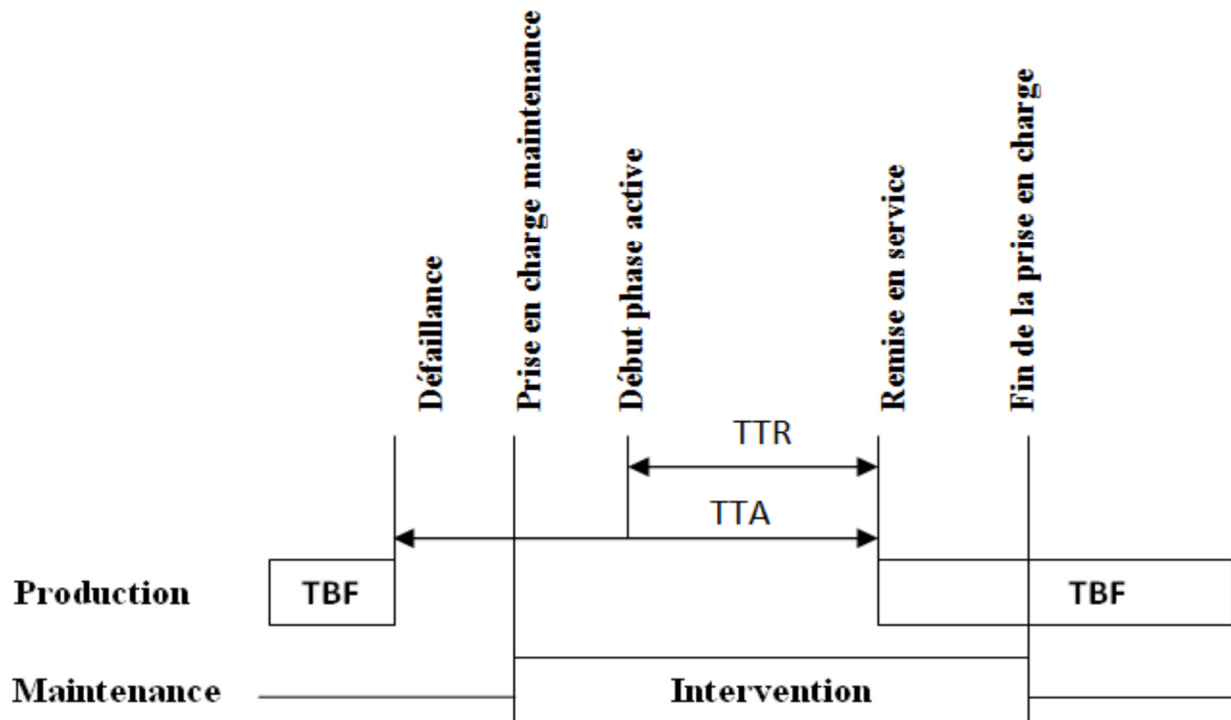 Défaillance
Prise en charge maintenance
Début phase active
Remise en service
Fin de la prise en charge
TTR
TTA
Production
TBF
TBF
Maintenance
Intervention